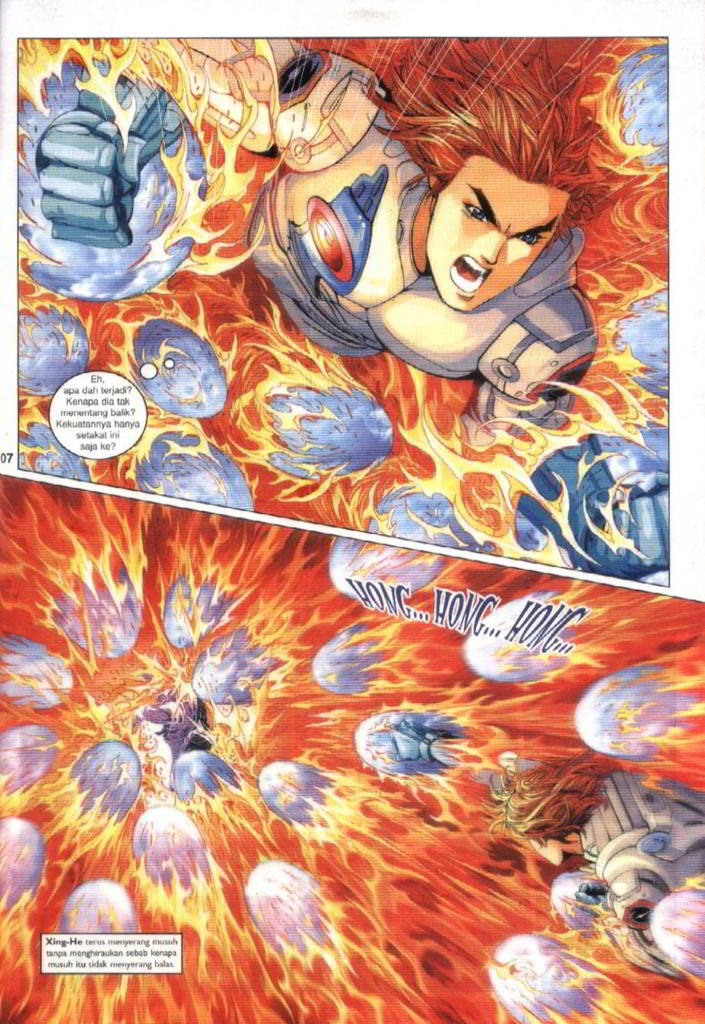 Eh,
apa dah terjadi?
Kenapa dia tak
menentang balik?
Kekuatannya hanya
setakat ini
saja ke?
07
HONG... HONG... HONG...
Xing-He terus menyerang musuh
tanpa menghiraukan sebab kenapa
musuh itu tidak menyerang balas.